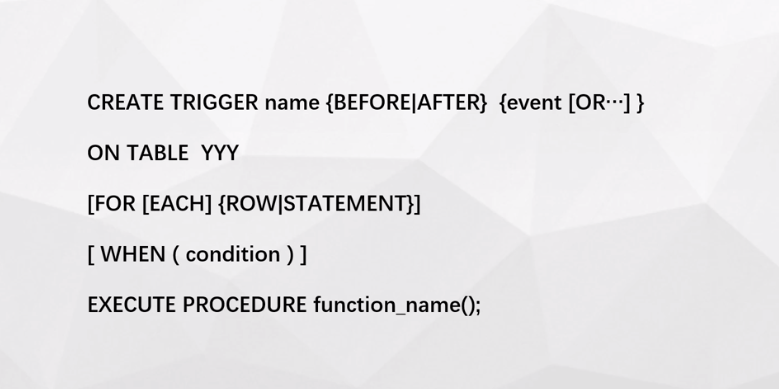 CREATE TRIGGER name {BEFORE|AFTER}  {event [OR···] }
ON TABLE  YYY
[FOR [EACH] {ROW|STATEMENT}]
[ WHEN ( condition ) ]
EXECUTE PROCEDURE function_name();